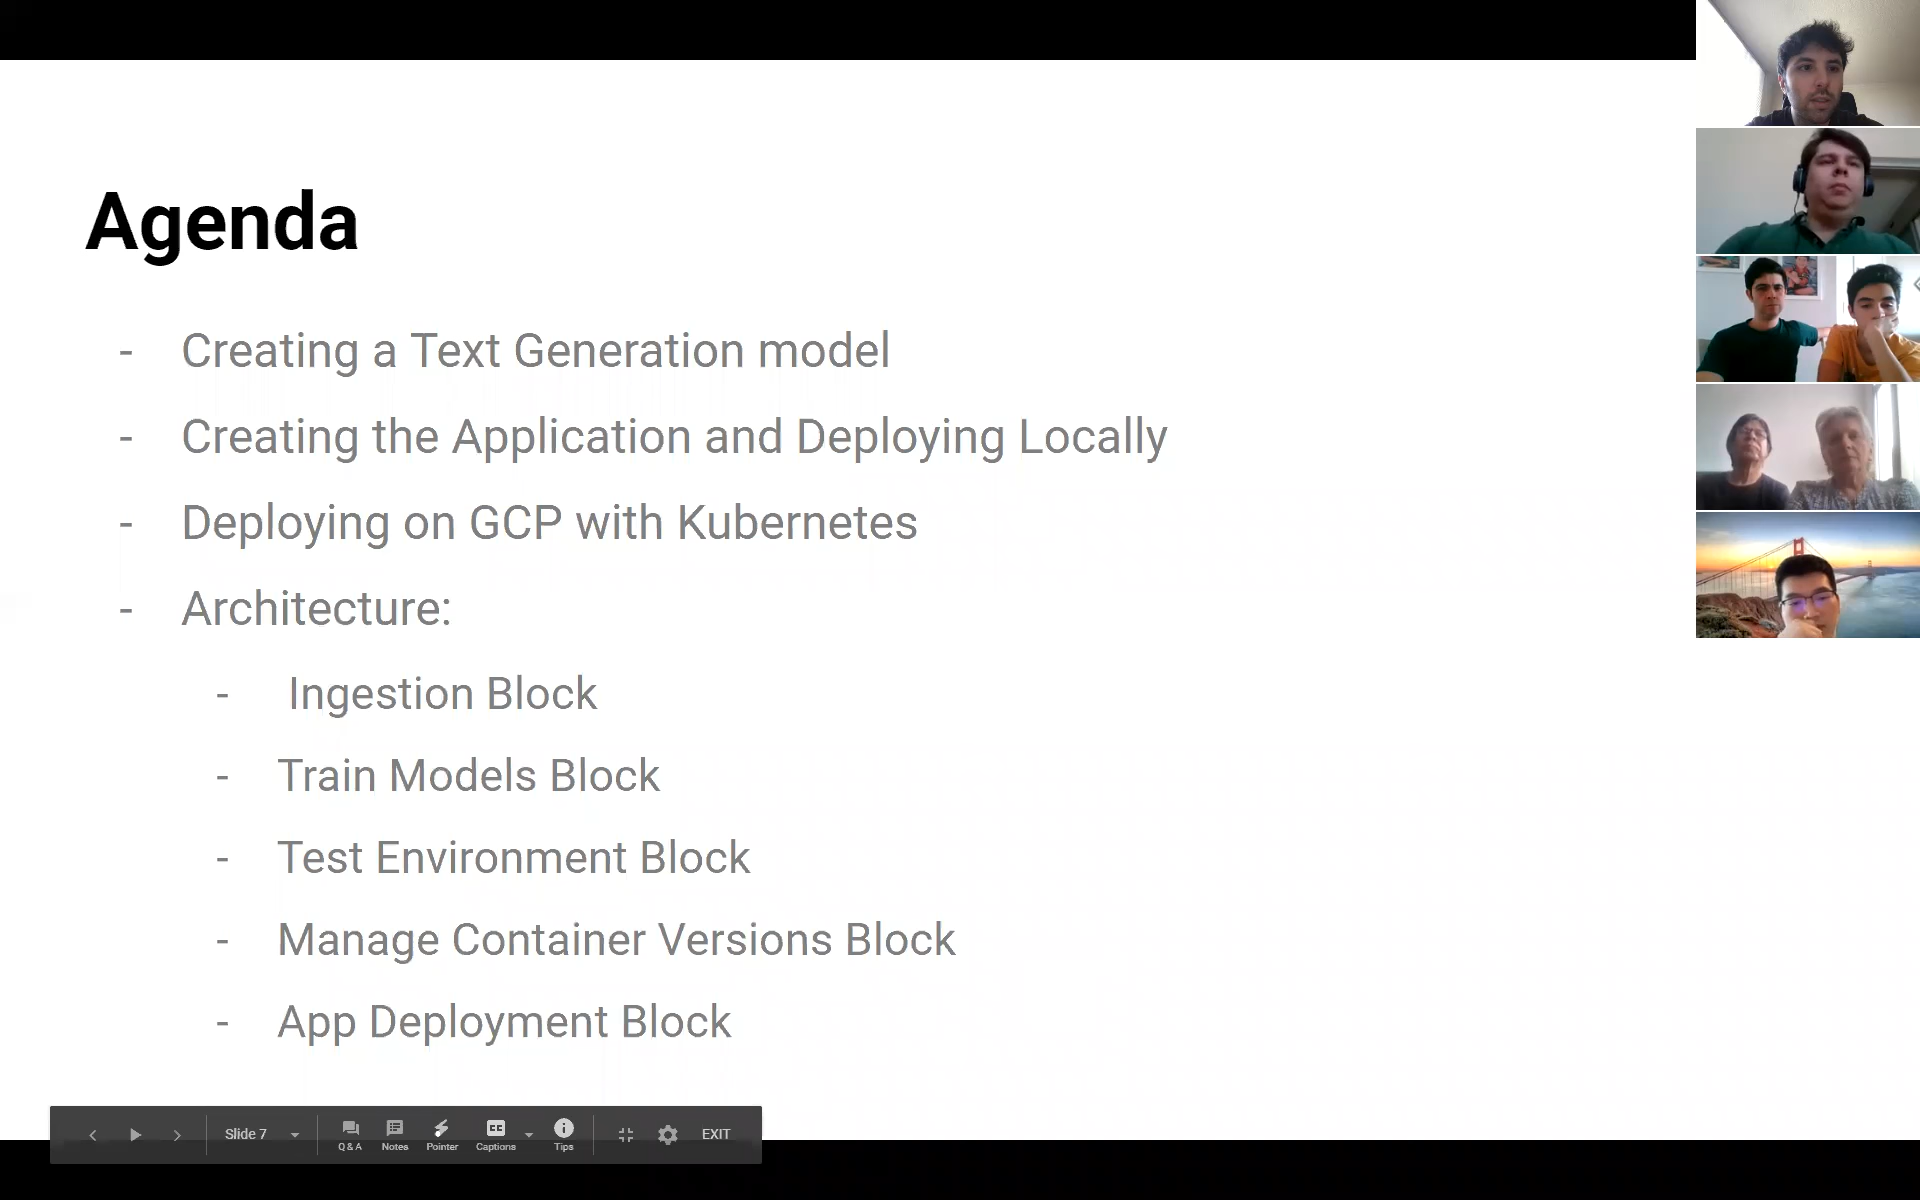 Agenda
- Creating a Text Generation model
- Creating the Application and Deploying Locally
- Deploying on GCP with Kubernetes
- Architecture:
- Ingestion Block
- Train Models Block
- Test Environment Block
- Manage Container Versions Block
- App Deployment Block
Slide 7 Q & A Notes Pointer Captions Tips EXIT